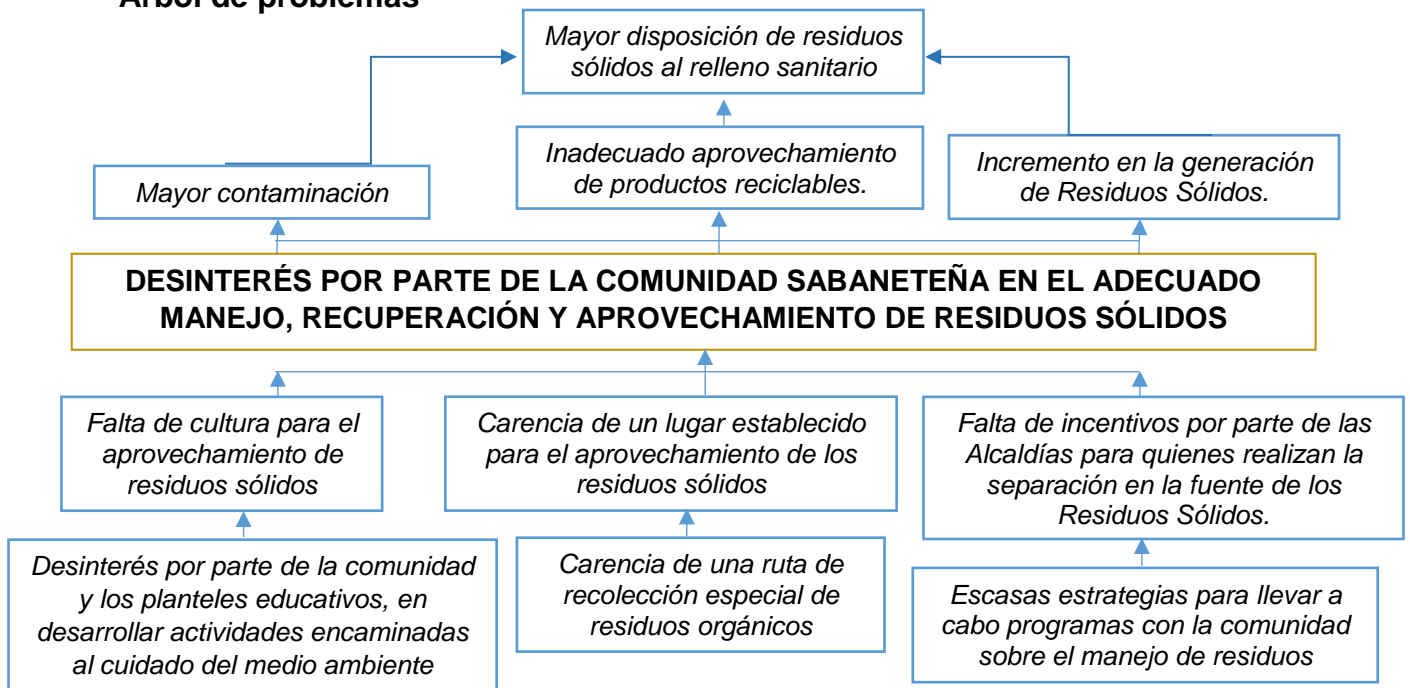 Árbol de problemas
Mayor disposición de residuos
sólidos al relleno sanitario
Mayor contaminación
Inadecuado aprovechamiento
de productos reciclables.
Incremento en la generación
de Residuos Sólidos.
DESINTERÉS POR PARTE DE LA COMUNIDAD SABANETEÑA EN EL ADECUADO
MANEJO, RECUPERACIÓN Y APROVECHAMIENTO DE RESIDUOS SÓLIDOS
Falta de cultura para el
aprovechamiento de
residuos sólidos
Carencia de un lugar establecido
para el aprovechamiento de los
residuos sólidos
Falta de incentivos por parte de las
Alcaldías para quienes realizan la
separación en la fuente de los
Residuos Sólidos.
Desinterés por parte de la comunidad
y los planteles educativos, en
desarrollar actividades encaminadas
al cuidado del medio ambiente
Carencia de una ruta de
recolección especial de
residuos orgánicos
Escasas estrategias para llevar a
cabo programas con la comunidad
sobre el manejo de residuos